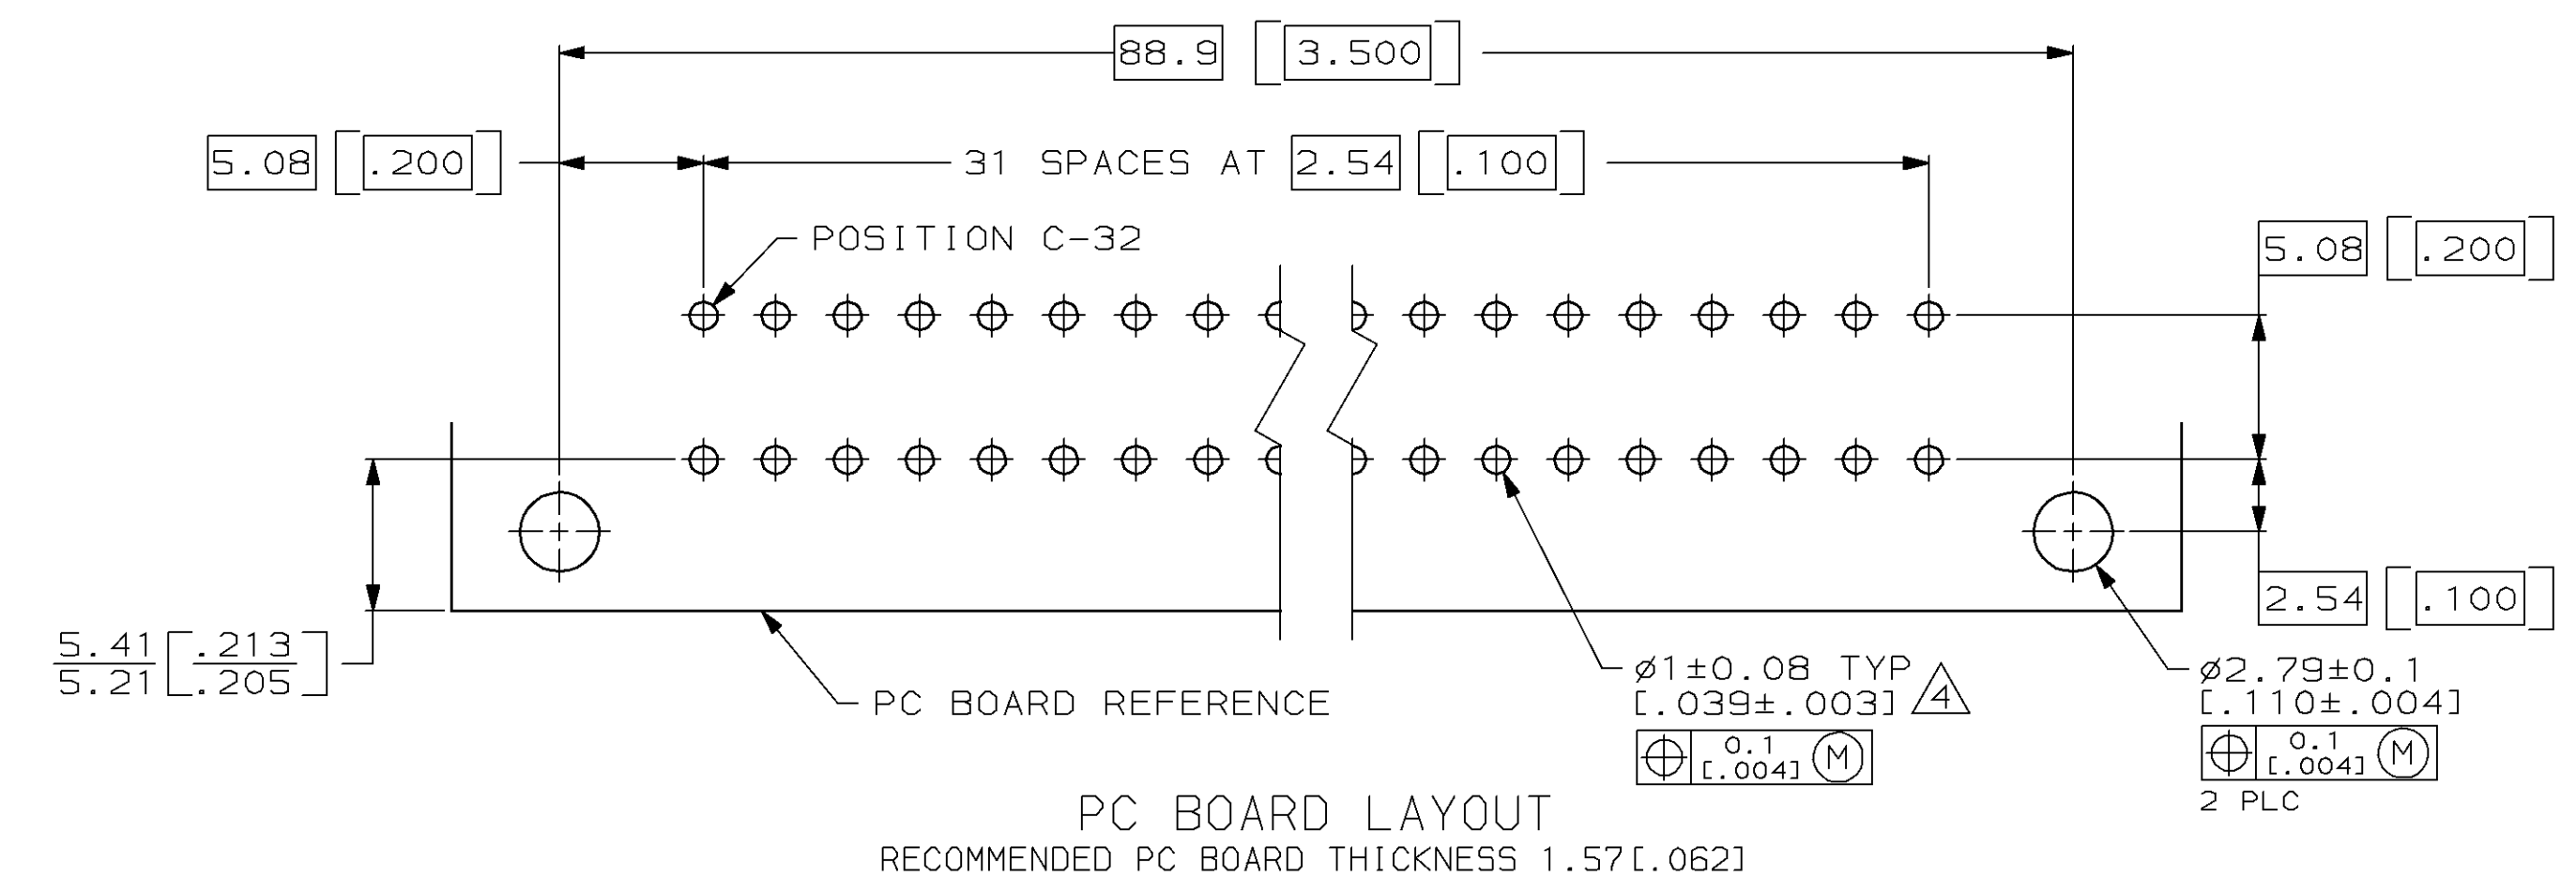 88.9 [3.500]
5.08 [.200]
31 SPACES AT 2.54 [.100]
POSITION C-32
5.08 [.200]
2.54 [.100]
5.41 [.213]
5.21 [.205]
PC BOARD REFERENCE
ø1±0.08 TYP
[.039±.003] 4
0.1 Ⓜ
[.004]
ø2.79±0.1
[.110±.004]
0.1 Ⓜ
[.004]
2 PLC
PC BOARD LAYOUT
RECOMMENDED PC BOARD THICKNESS 1.57[.062]